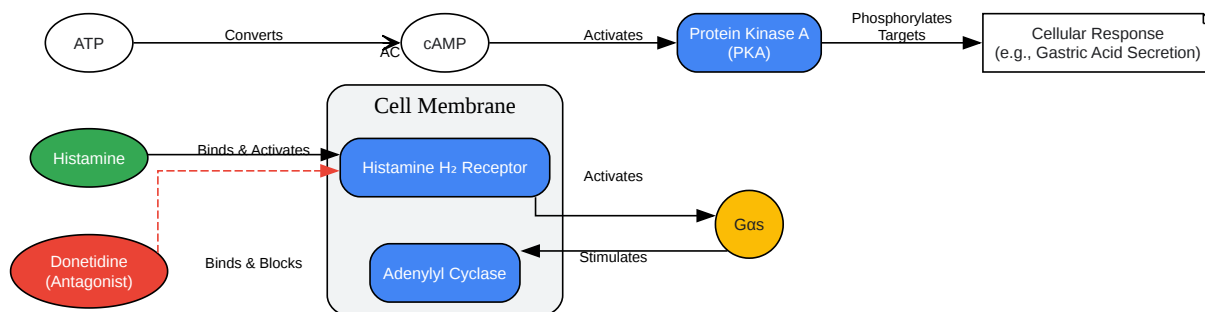 ATP
Converts
AC
cAMP
Activates
Protein Kinase A
(PKA)
Phosphorylates
Targets
Cellular Response
(e.g., Gastric Acid Secretion)
Cell Membrane
Histamine
Binds & Activates
Histamine H₂ Receptor
Activates
Gαs
Donetidine
(Antagonist)
Binds & Blocks
Adenylyl Cyclase
Stimulates